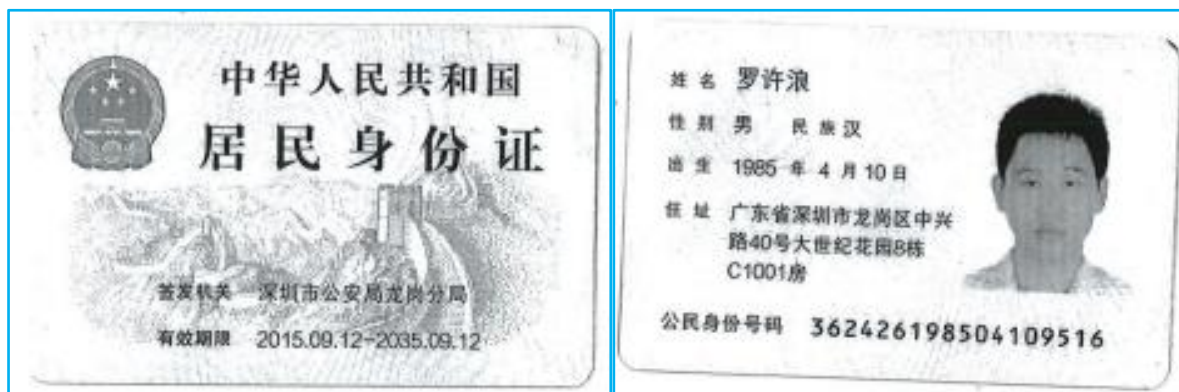 中华人民共和国
居民身份证
签发机关 深圳市公安局龙岗分局
有效期限 2015.09.12-2035.09.12
姓名 罗许浪
性别 男 民族 汉
出生 1985 年 4 月 10 日
住址 广东省深圳市龙岗区中兴
路40号大世纪花园8栋
C1001房
公民身份号码 362426198504109516